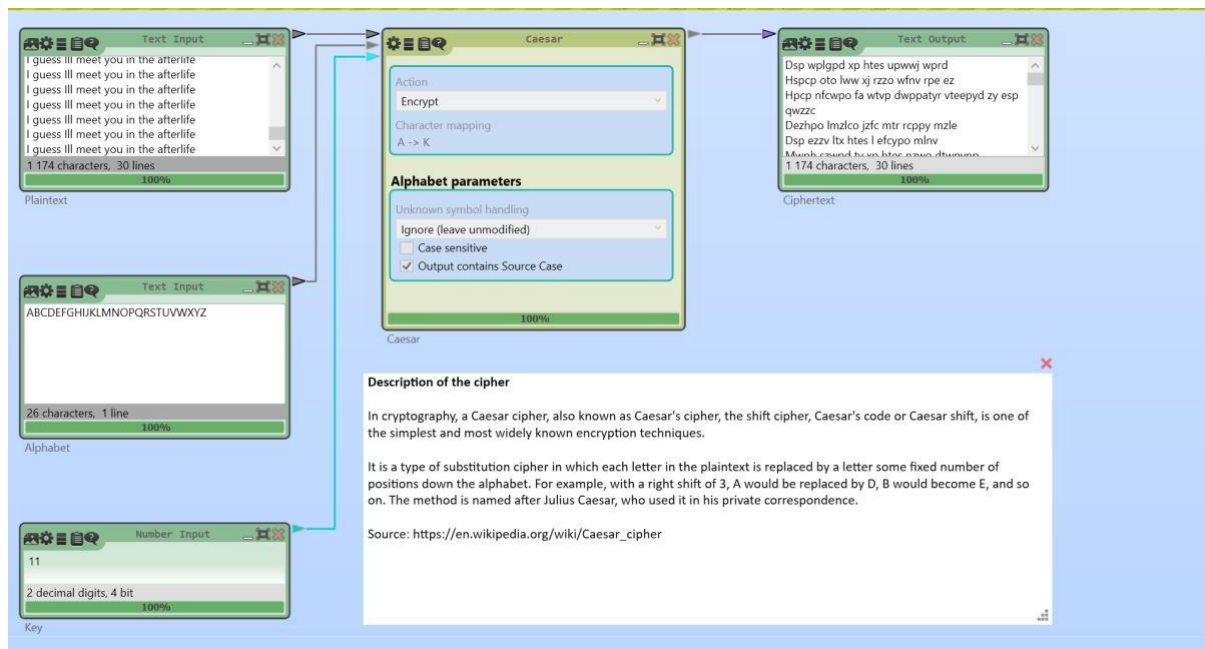 Text Input
I guess Ill meet you in the afterlife
I guess Ill meet you in the afterlife
I guess Ill meet you in the afterlife
I guess Ill meet you in the afterlife
I guess Ill meet you in the afterlife
I guess Ill meet you in the afterlife
I guess Ill meet you in the afterlife
1 174 characters, 30 lines
100%
Plaintext
Text Input
ABCDEFGHIJKLMNOPQRSTUVWXYZ
26 characters, 1 line
100%
Alphabet
Number Input
11
2 decimal digits, 4 bit
100%
Key
Caesar
Action
Encrypt
Character mapping
A -> K
Alphabet parameters
Unknown symbol handling
Ignore (leave unmodified)
Case sensitive
Output contains Source Case
100%
Caesar
Text Output
Dsp wplgpd xp htes upwwj wprd
Hspcp oto lww xj rzzo wfnv rpe ez
Hpcp nfcwpo fa wtvp dwppatyr vteepyd zy esp
qwzzc
Dezhpo lmzlco jzfc mtr rcppy mzle
Dsp ezzv ltx htes l efcypo mlnv
1 174 characters, 30 lines
100%
Ciphertext
Description of the cipher
In cryptography, a Caesar cipher, also known as Caesar's cipher, the shift cipher, Caesar's code or Caesar shift, is one of
the simplest and most widely known encryption techniques.
It is a type of substitution cipher in which each letter in the plaintext is replaced by a letter some fixed number of
positions down the alphabet. For example, with a right shift of 3, A would be replaced by D, B would become E, and so
on. The method is named after Julius Caesar, who used it in his private correspondence.
Source: https://en.wikipedia.org/wiki/Caesar_cipher